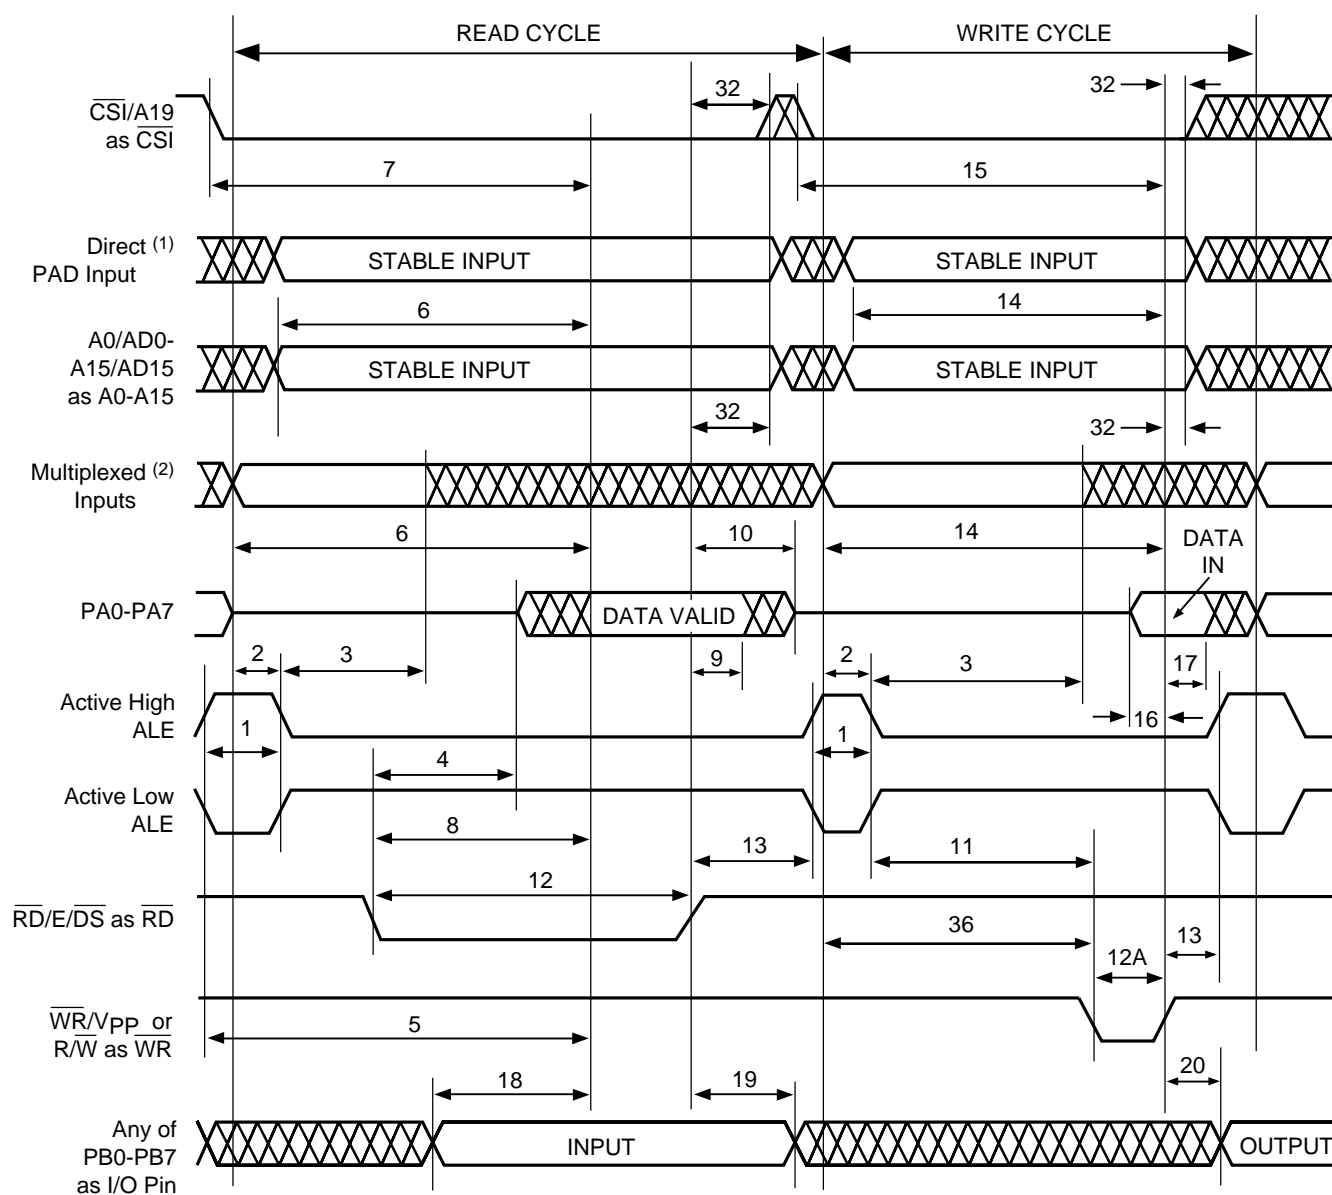 READ CYCLE
WRITE CYCLE
32
32
CSI/A19
as CSI
7
15
Direct (1)
PAD Input
STABLE INPUT
STABLE INPUT
6
14
A0/AD0-
A15/AD15
as A0-A15
STABLE INPUT
STABLE INPUT
32
32
Multiplexed (2)
Inputs
6
10
14
DATA
IN
PA0-PA7
DATA VALID
2
3
9
2
3
17
Active High
ALE
1
1
16
4
Active Low
ALE
8
13
11
12
RD/E/DS as RD
36
13
12A
WR/VPP or
R/W as WR
5
18
19
20
Any of
PB0-PB7
as I/O Pin
INPUT
OUTPUT